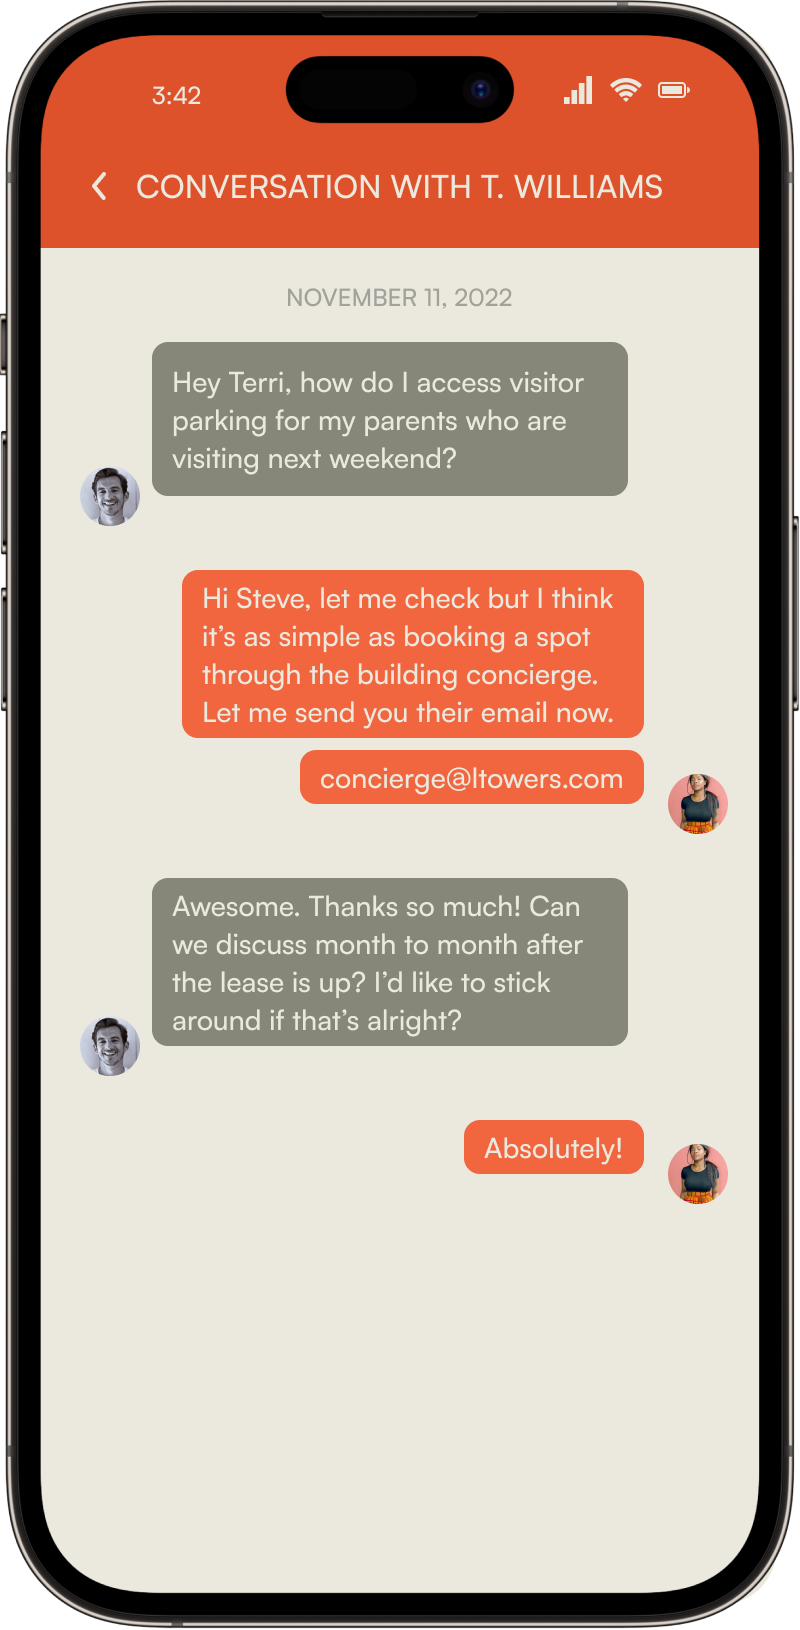 3:42
CONVERSATION WITH T. WILLIAMS
NOVEMBER 11, 2022
Hey Terri, how do I access visitor
parking for my parents who are
visiting next weekend?
Hi Steve, let me check but I think
it’s as simple as booking a spot
through the building concierge.
Let me send you their email now.
concierge@ltowers.com
Awesome. Thanks so much! Can
we discuss month to month after
the lease is up? I’d like to stick
around if that’s alright?
Absolutely!